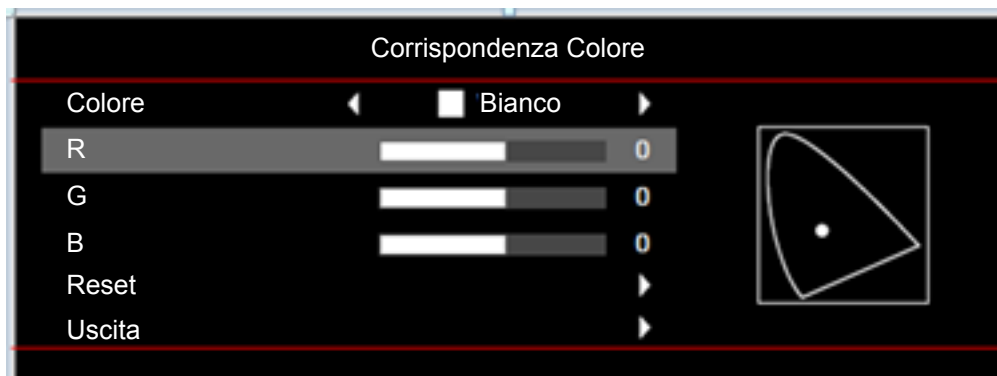 Corrispondenza Colore
Colore Bianco
R 0
G 0
B 0
Reset
Uscita